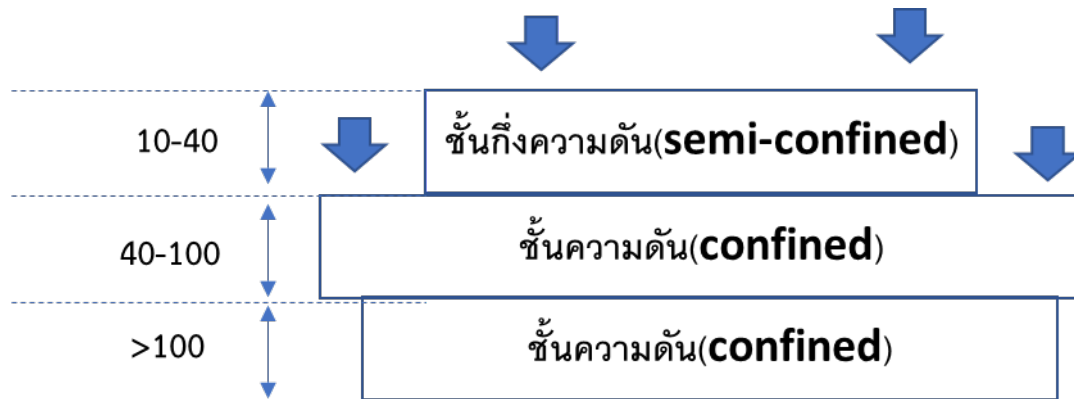 10-40
ชั้นกึ่งความดัน(semi-confined)
40-100
ชั้นความดัน(confined)
>100
ชั้นความดัน(confined)